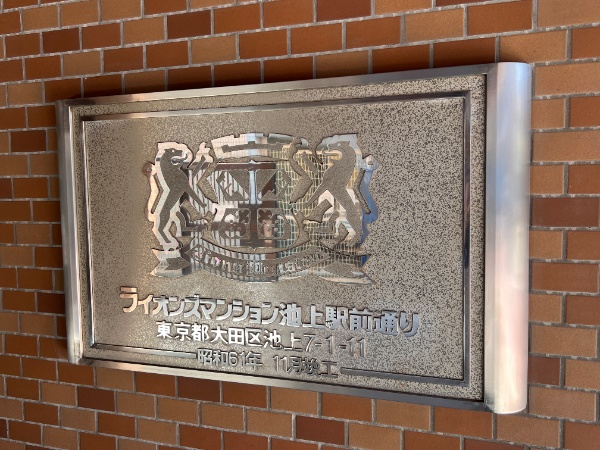 ライオンズマンション池上駅前通り
東京都大田区池上7-1-11
昭和61年 11月竣工